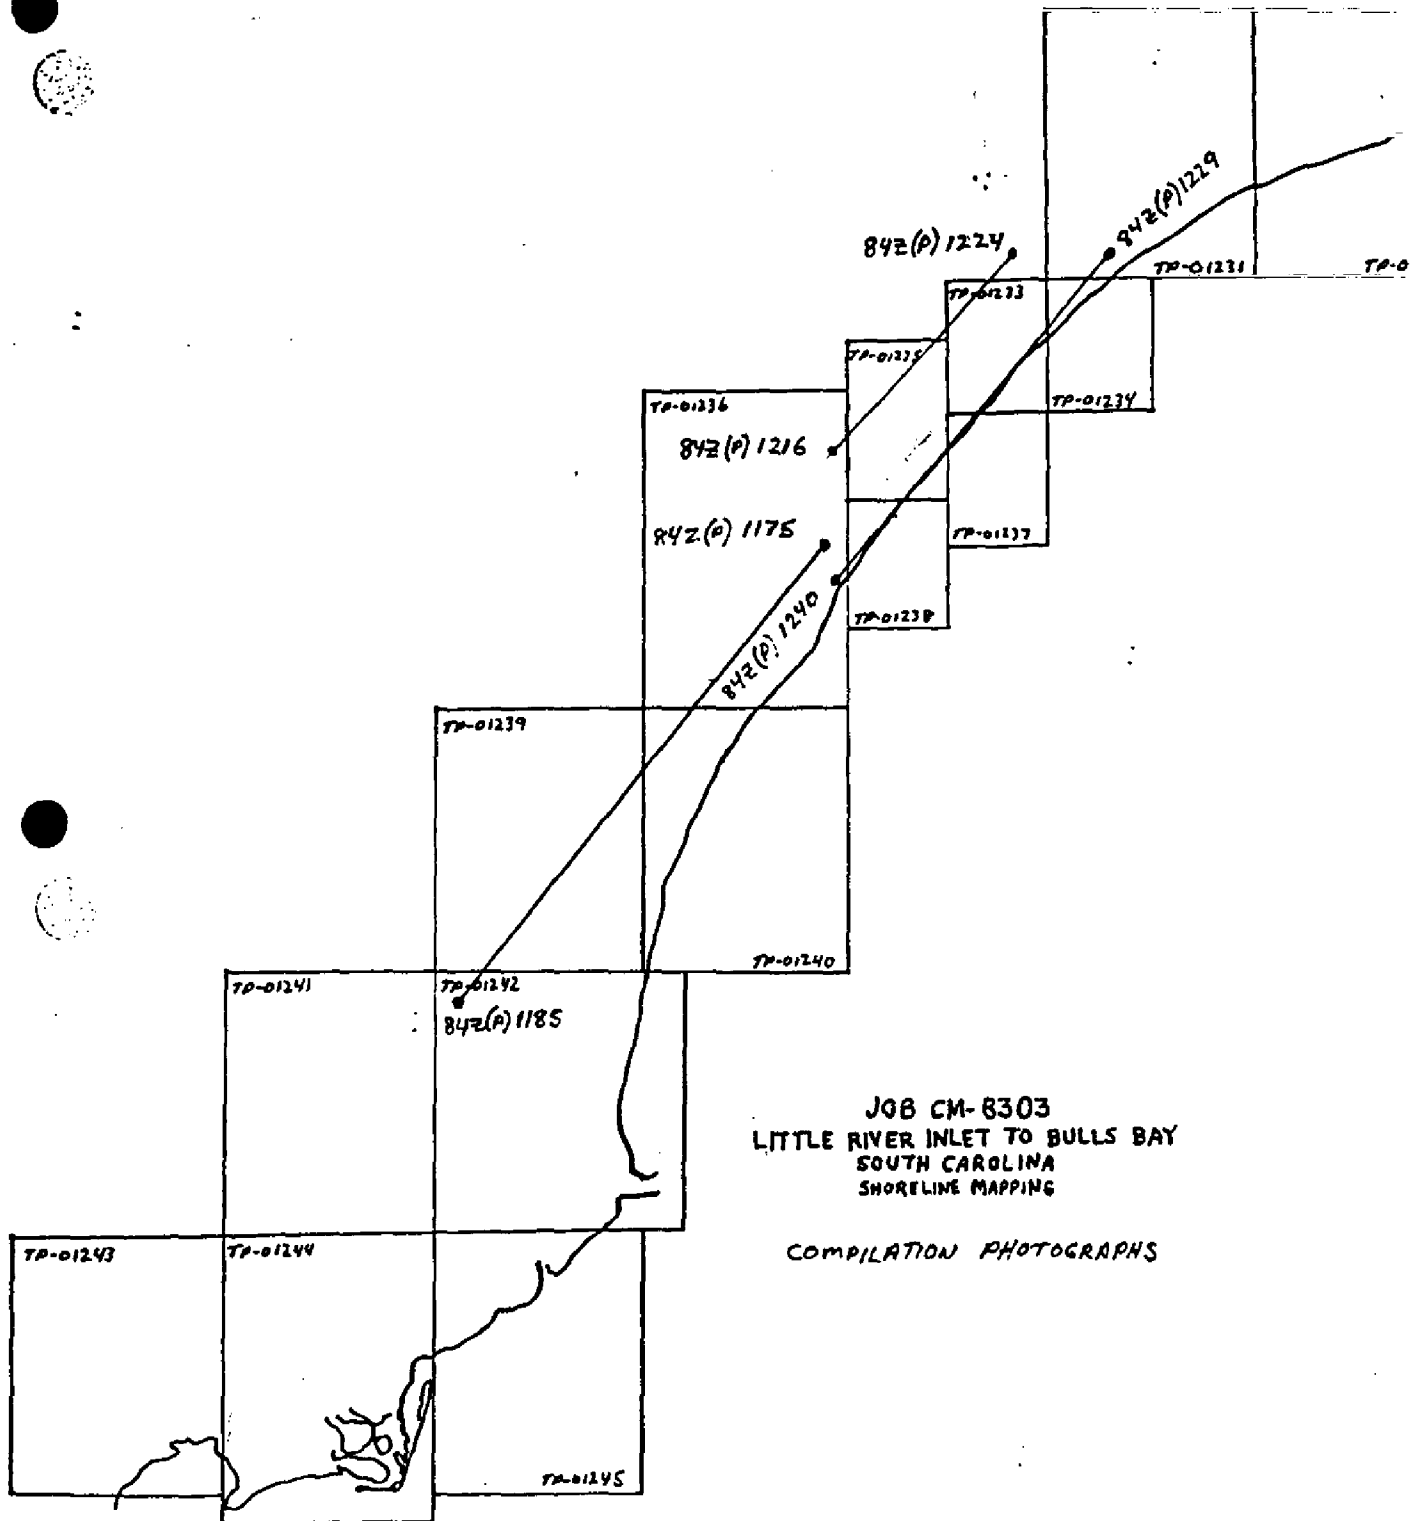 84Z(P) 1229
84Z(P) 1224
TP-01231
TP-0
TP-01233
TP-01235
TP-01236
TP-01234
84Z(P) 1216
84Z(P) 1175
TP-01237
84Z(P) 1240
TP-01238
TP-01239
TP-01240
TP-01241
TP-01242
84Z(P) 1185
JOB CM-8303
LITTLE RIVER INLET TO BULLS BAY
SOUTH CAROLINA
SHORELINE MAPPING
COMPILATION PHOTOGRAPHS
TP-01243
TP-01244
TP-01245